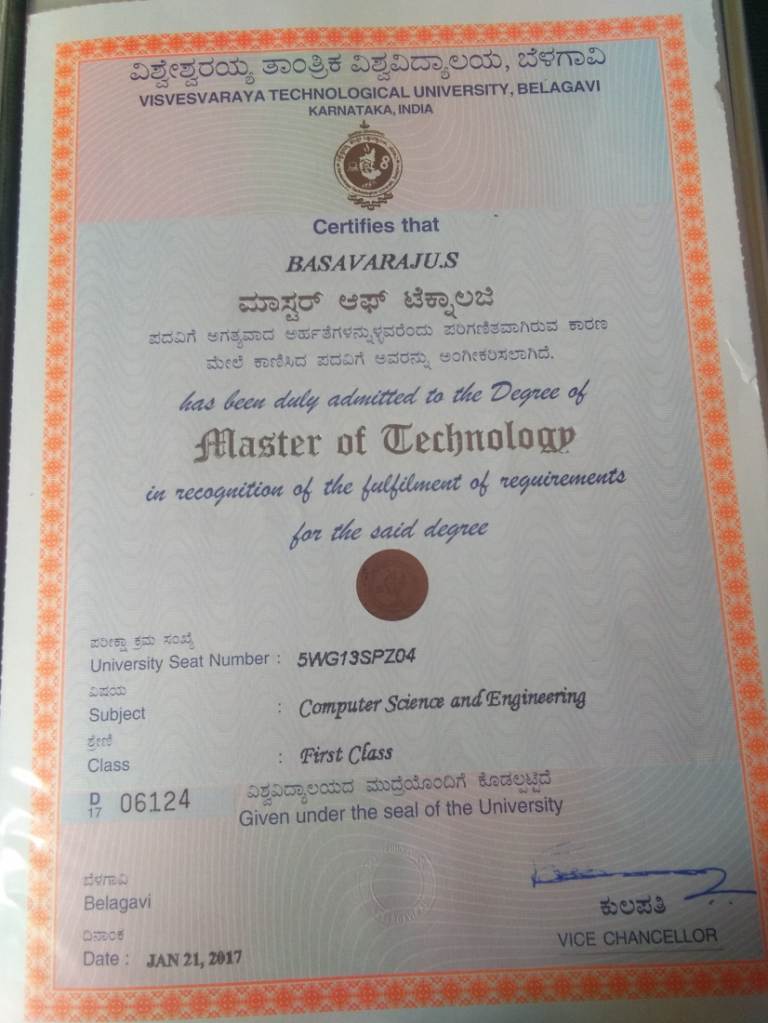 ವಿಶ್ವೇಶ್ವರಯ್ಯ ತಾಂತ್ರಿಕ ವಿಶ್ವವಿದ್ಯಾಲಯ, ಬೆಳಗಾವಿ
VISVESVARAYA TECHNOLOGICAL UNIVERSITY, BELAGAVI
KARNATAKA, INDIA
Certifies that
BASAVARAJU.S
ಮಾಸ್ಟರ್ ಆಫ್ ಟೆಕ್ನಾಲಜಿ
ಪದವಿಗೆ ಅಗತ್ಯವಾದ ಅರ್ಹತೆಗಳನ್ನುಳ್ಳವರೆಂದು ಪರಿಗಣಿತವಾಗಿರುವ ಕಾರಣ
ಮೇಲೆ ಕಾಣಿಸಿದ ಪದವಿಗೆ ಅವರನ್ನು ಅಂಗೀಕರಿಸಲಾಗಿದೆ.
has been duly admitted to the Degree of
Master of Technology
in recognition of the fulfilment of requirements
for the said degree
ಪರೀಕ್ಷಾ ಕ್ರಮ ಸಂಖ್ಯೆ
University Seat Number : 5WG13SPZ04
ವಿಷಯ
Subject : Computer Science and Engineering
ಶ್ರೇಣಿ
Class : First Class
D 17 06124
ವಿಶ್ವವಿದ್ಯಾಲಯದ ಮುದ್ರೆಯೊಂದಿಗೆ ಕೊಡಲ್ಪಟ್ಟಿದೆ
Given under the seal of the University
ಬೆಳಗಾವಿ
Belagavi
ದಿನಾಂಕ
Date : JAN 21, 2017
ಕುಲಪತಿ
VICE CHANCELLOR